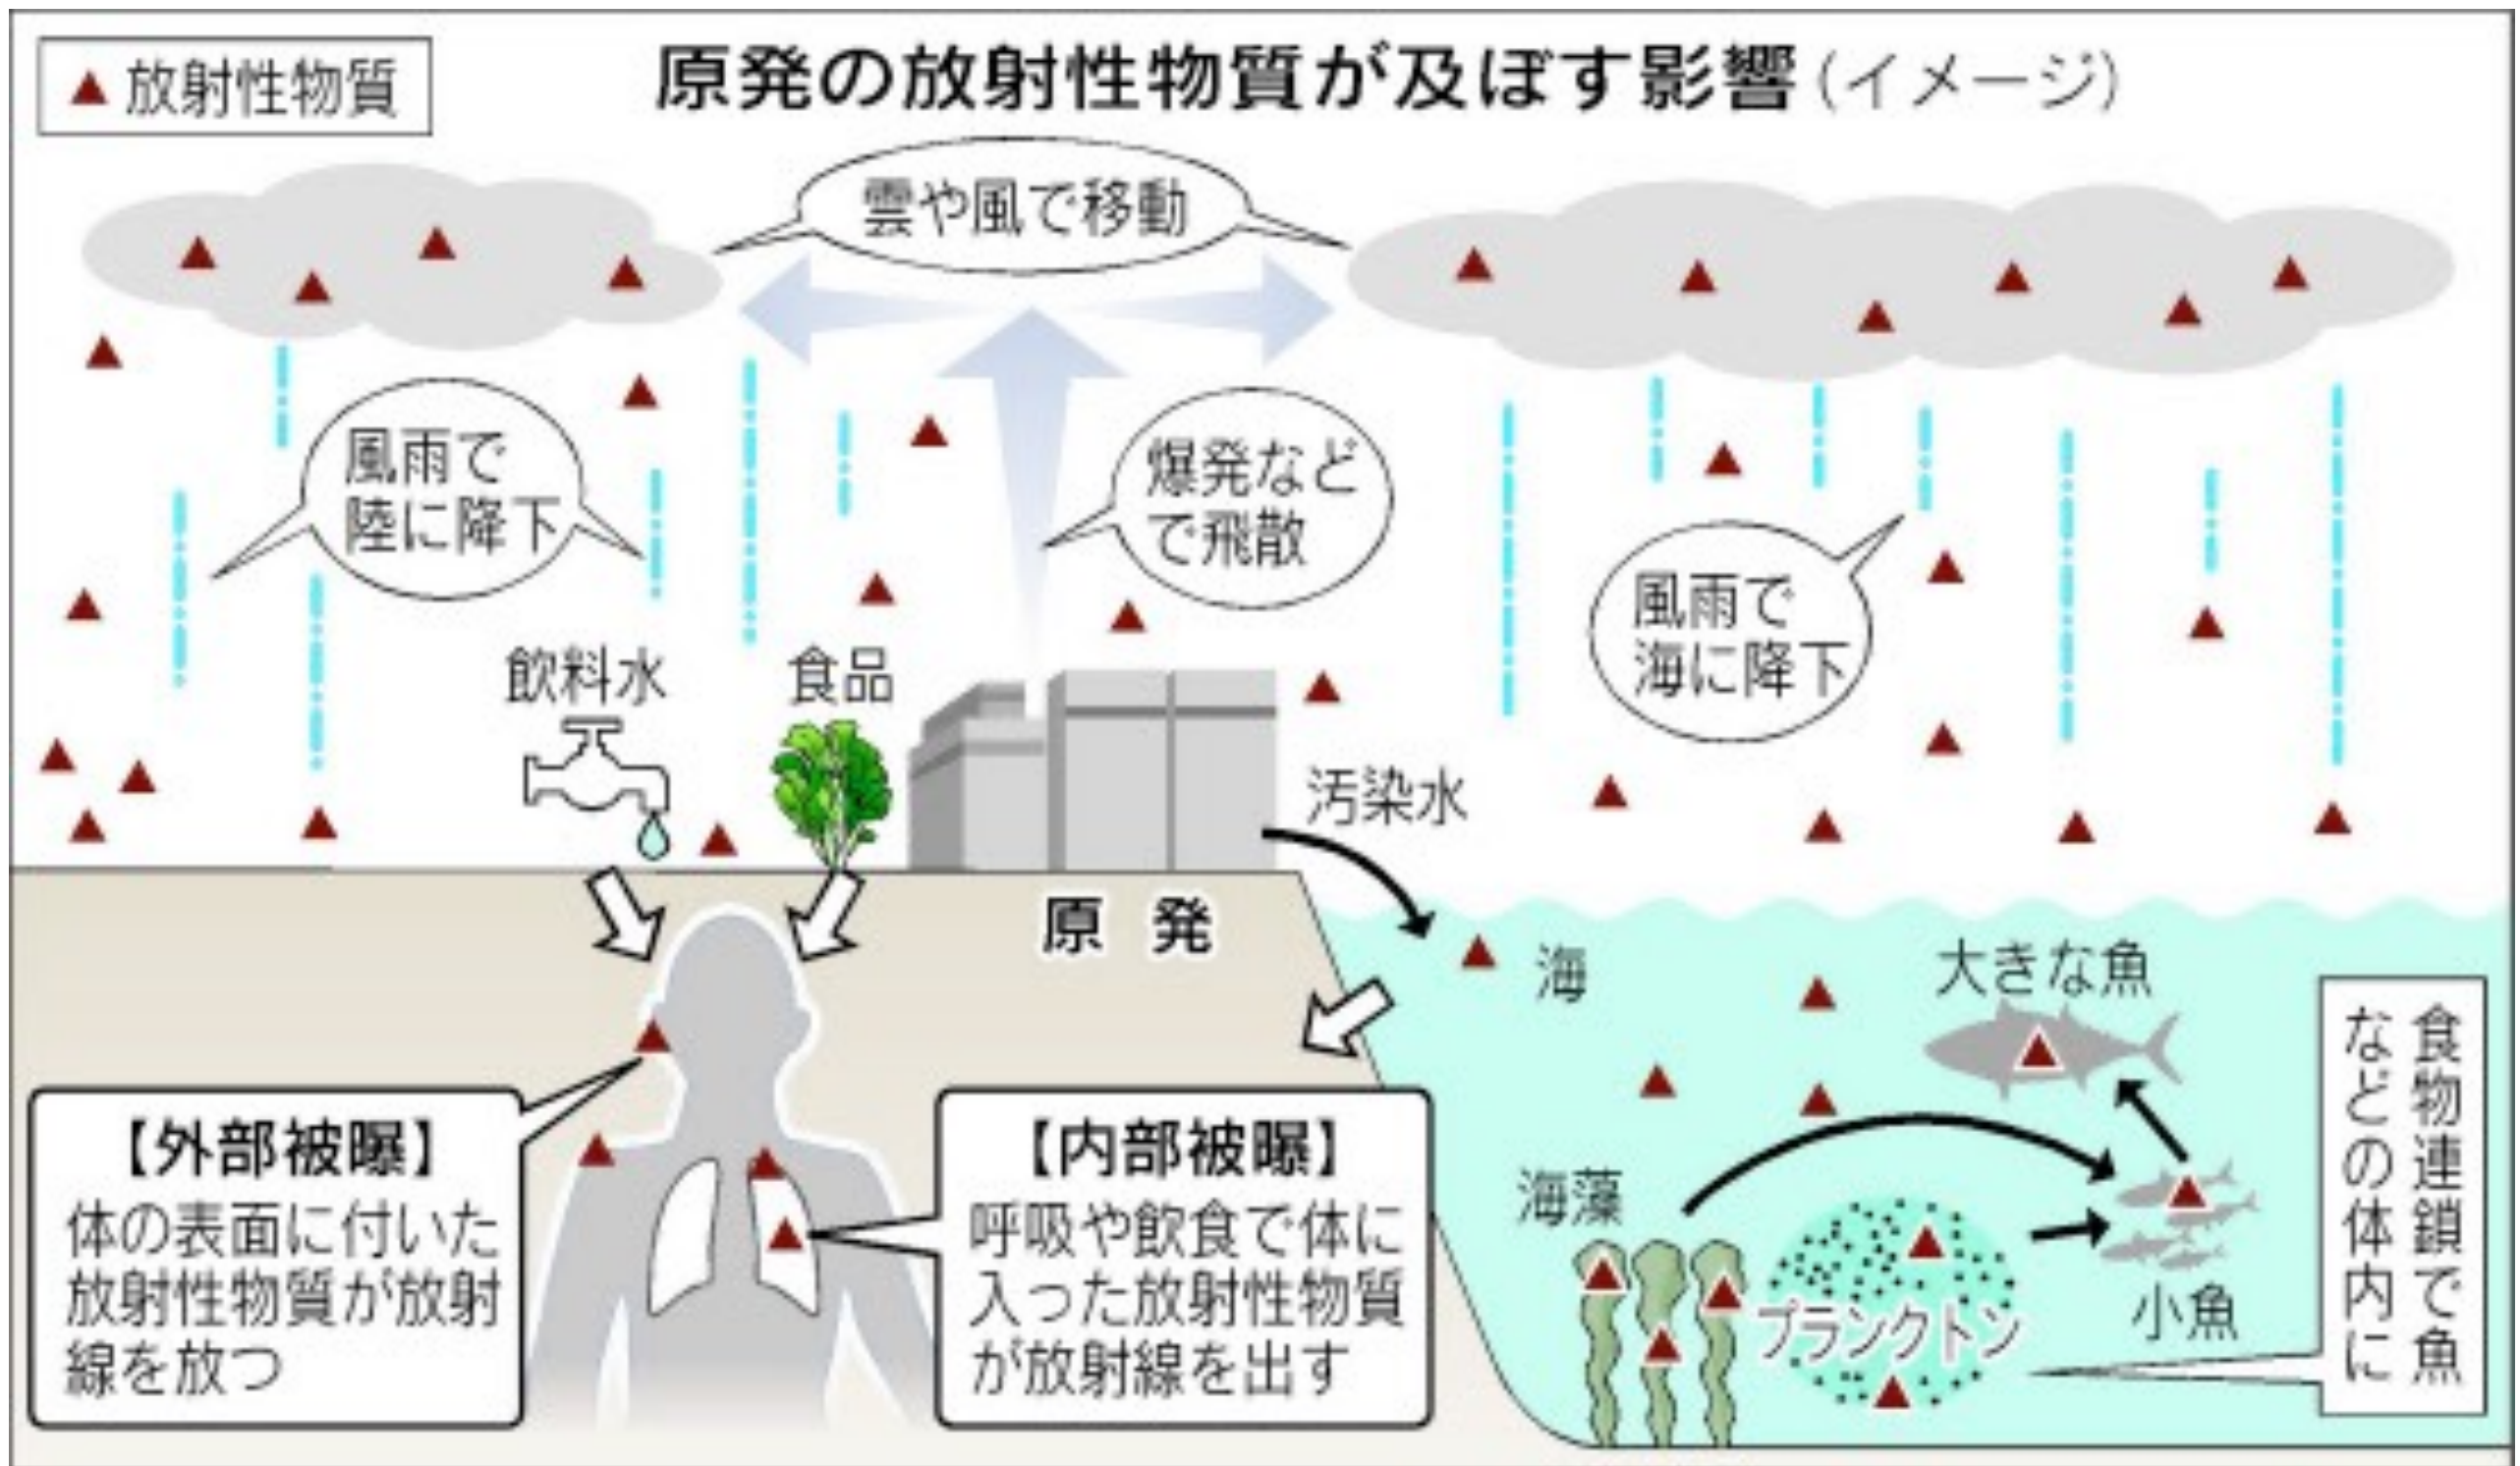 放射性物質
原発の放射性物質が及ぼす影響(イメージ)
雲や風で移動
風雨で
陸に降下
爆発など
で飛散
風雨で
海に降下
飲料水
食品
汚染水
原発
海
大きな魚
食物連鎖で魚
などの体内に
【外部被曝】
体の表面に付いた
放射性物質が放射
線を放つ
【内部被曝】
呼吸や飲食で体に
入った放射性物質
が放射線を出す
海藻
プランクトン
小魚